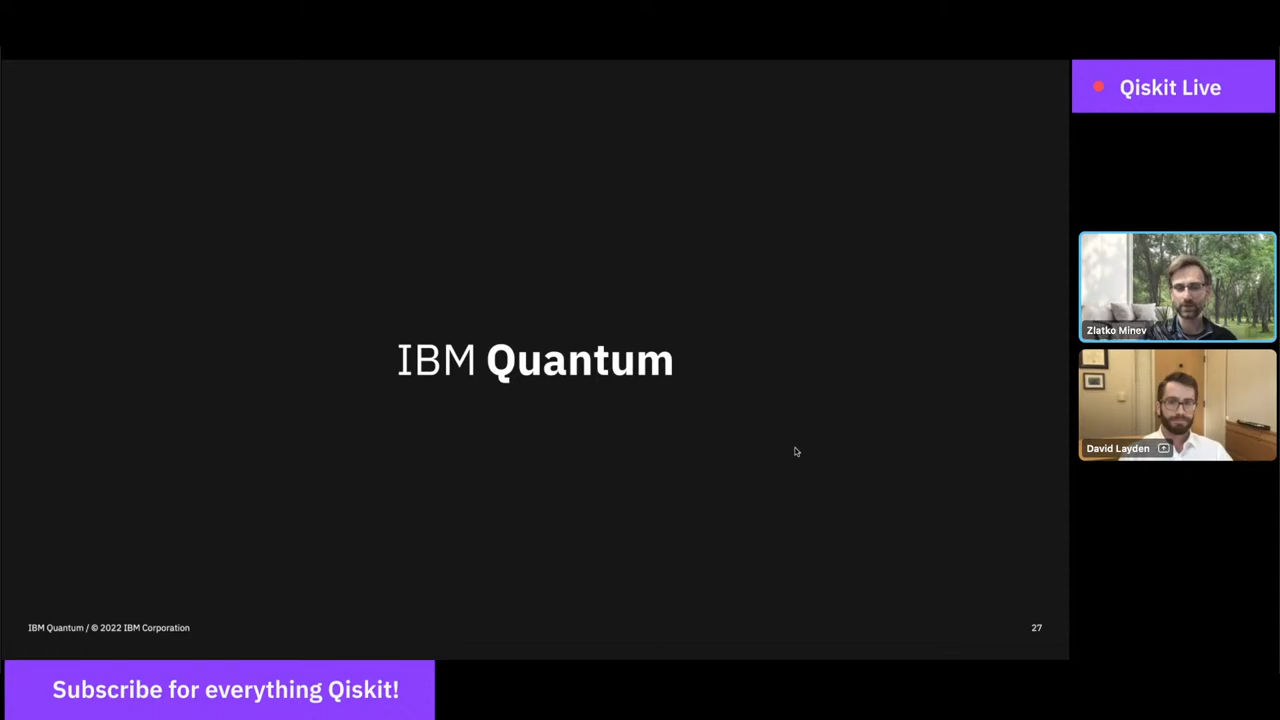 Qiskit Live
Zlatko Minev
IBM Quantum
David Layden
IBM Quantum / © 2022 IBM Corporation
27
Subscribe for everything Qiskit!